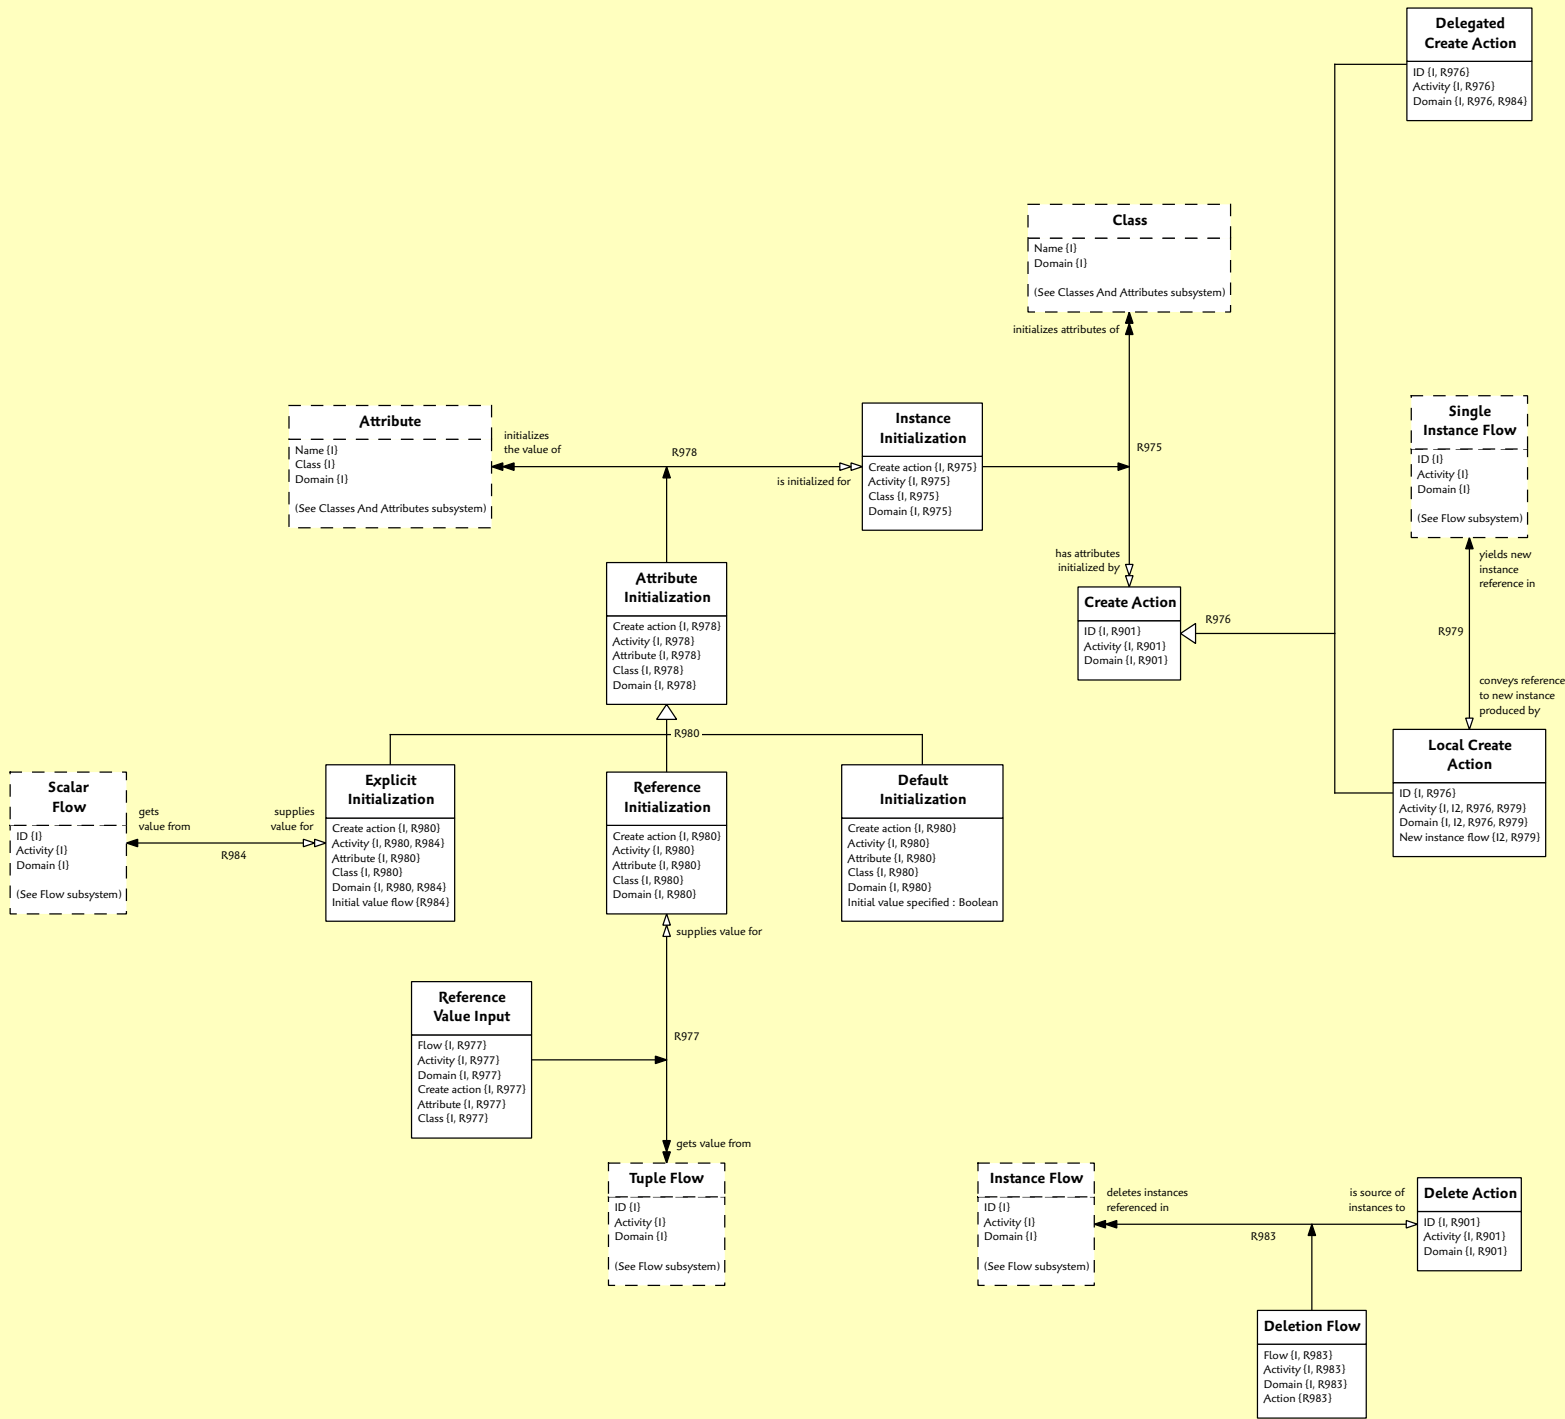 Delegated
Create Action
ID {I, R976}
Activity {I, R976}
Domain {I, R976, R984}
Class
Name {I}
Domain {I}
(See Classes And Attributes subsystem)
initializes attributes of
R975
has attributes
initialized by
Attribute
Name {I}
Class {I}
Domain {I}
(See Classes And Attributes subsystem)
initializes
the value of
R978
is initialized for
Instance
Initialization
Create action {I, R975}
Activity {I, R975}
Class {I, R975}
Domain {I, R975}
Single
Instance Flow
ID {I}
Activity {I}
Domain {I}
(See Flow subsystem)
yields new
instance
reference in
R979
conveys reference
to new instance
produced by
Attribute
Initialization
Create action {I, R978}
Activity {I, R978}
Attribute {I, R978}
Class {I, R978}
Domain {I, R978}
Create Action
ID {I, R901}
Activity {I, R901}
Domain {I, R901}
R976
Local Create
Action
ID {I, R976}
Activity {I, I2, R976, R979}
Domain {I, I2, R976, R979}
New instance flow {I2, R979}
R980
Scalar
Flow
ID {I}
Activity {I}
Domain {I}
(See Flow subsystem)
gets
value from
supplies
value for
R984
Explicit
Initialization
Create action {I, R980}
Activity {I, R980, R984}
Attribute {I, R980}
Class {I, R980}
Domain {I, R980, R984}
Initial value flow {R984}
Reference
Initialization
Create action {I, R980}
Activity {I, R980}
Attribute {I, R980}
Class {I, R980}
Domain {I, R980}
Default
Initialization
Create action {I, R980}
Activity {I, R980}
Attribute {I, R980}
Class {I, R980}
Domain {I, R980}
Initial value specified : Boolean
supplies value for
Reference
Value Input
Flow {I, R977}
Activity {I, R977}
Domain {I, R977}
Create action {I, R977}
Attribute {I, R977}
Class {I, R977}
R977
gets value from
Tuple Flow
ID {I}
Activity {I}
Domain {I}
(See Flow subsystem)
Instance Flow
ID {I}
Activity {I}
Domain {I}
(See Flow subsystem)
deletes instances
referenced in
is source of
instances to
R983
Delete Action
ID {I, R901}
Activity {I, R901}
Domain {I, R901}
Deletion Flow
Flow {I, R983}
Activity {I, R983}
Domain {I, R983}
Action {R983}